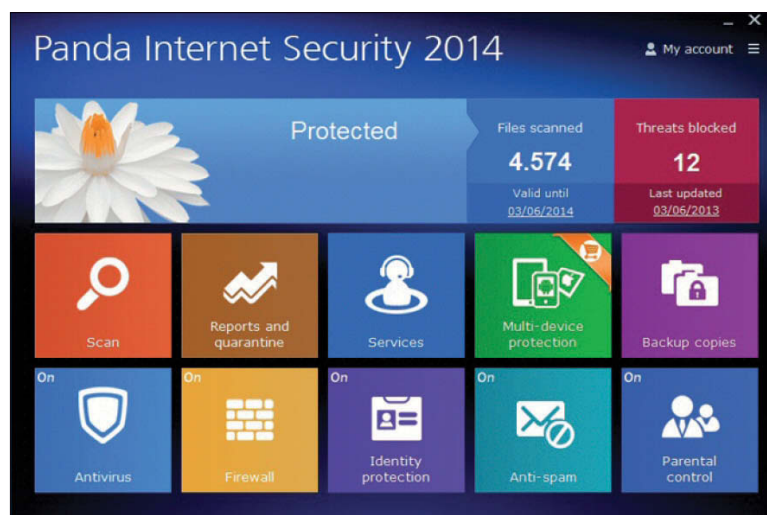 Panda Internet Security 2014
My account
Protected
Files scanned
4.574
Valid until
03/06/2014
Threats blocked
12
Last updated
03/06/2013
Scan
Reports and
quarantine
Services
Multi-device
protection
Backup copies
On
Antivirus
On
Firewall
On
Identity
protection
On
Anti-spam
On
Parental
control